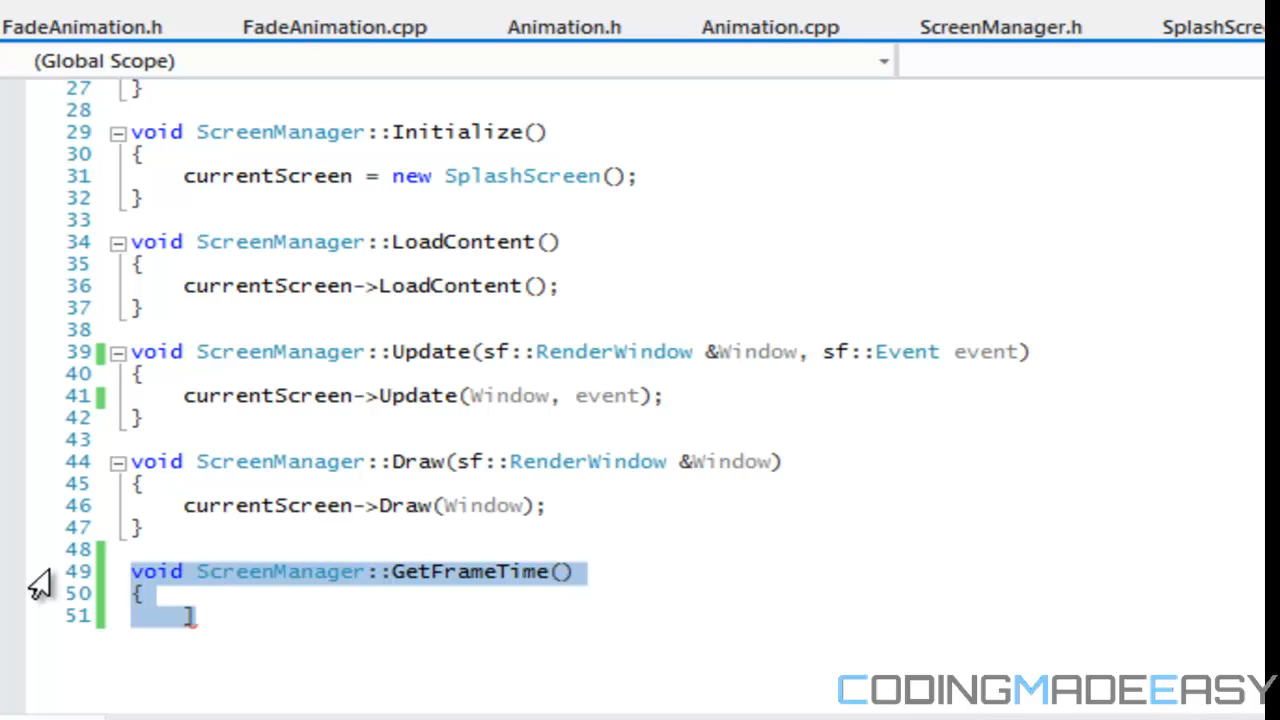 FadeAnimation.h FadeAnimation.cpp Animation.h Animation.cpp ScreenManager.h SplashScre
(Global Scope)
27 }
28
29 void ScreenManager::Initialize()
30 {
31 currentScreen = new SplashScreen();
32 }
33
34 void ScreenManager::LoadContent()
35 {
36 currentScreen->LoadContent();
37 }
38
39 void ScreenManager::Update(sf::RenderWindow &Window, sf::Event event)
40 {
41 currentScreen->Update(Window, event);
42 }
43
44 void ScreenManager::Draw(sf::RenderWindow &Window)
45 {
46 currentScreen->Draw(Window);
47 }
48
49 void ScreenManager::GetFrameTime()
50 {
51 ]
CODINGMADEEASY